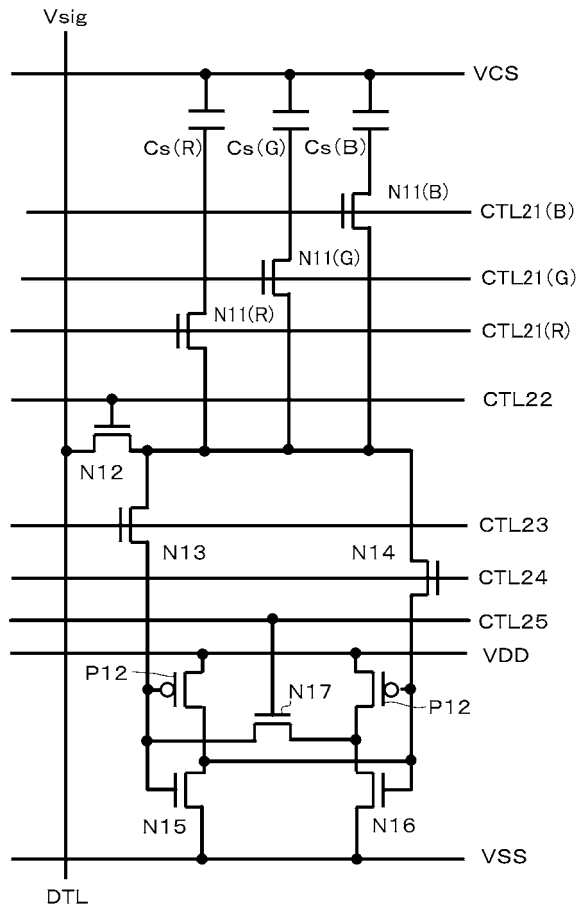 Vsig
VCS
Cs(R)
Cs(G)
Cs(B)
N11(B)
CTL21(B)
N11(G)
CTL21(G)
N11(R)
CTL21(R)
CTL22
N12
CTL23
N13
N14
CTL24
CTL25
VDD
P12
N17
P12
N15
N16
VSS
DTL